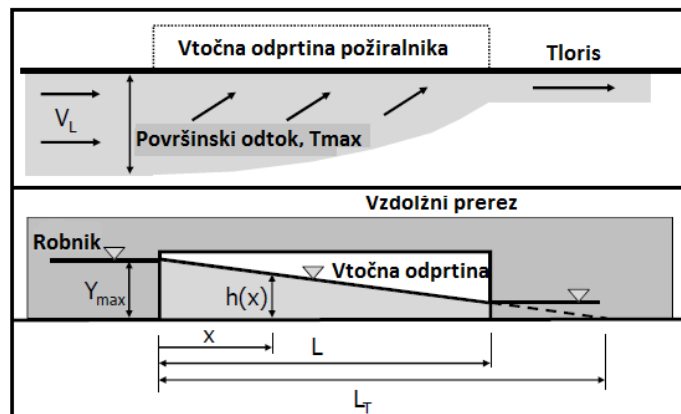 Vtočna odprtina požiralnika
Tloris
V_L
Površinski odtok, Tmax
Vzdolžni prerez
Robnik
Vtočna odprtina
Y_max
h(x)
x
L
L_T